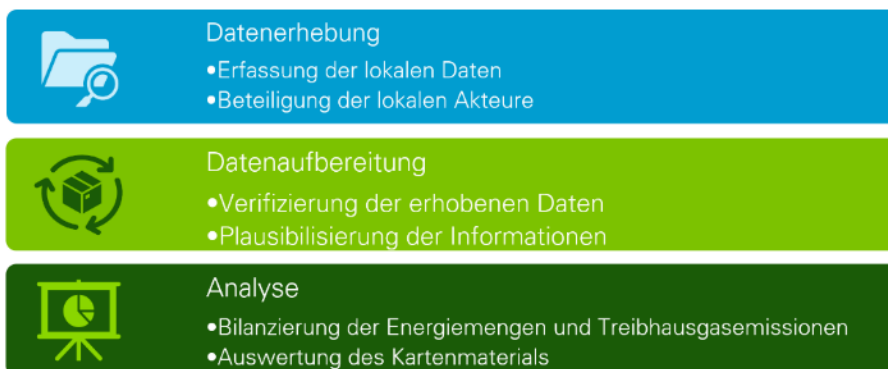 Datenerhebung
•Erfassung der lokalen Daten
•Beteiligung der lokalen Akteure
Datenaufbereitung
•Verifizierung der erhobenen Daten
•Plausibilisierung der Informationen
Analyse
•Bilanzierung der Energiemengen und Treibhausgasemissionen
•Auswertung des Kartenmaterials